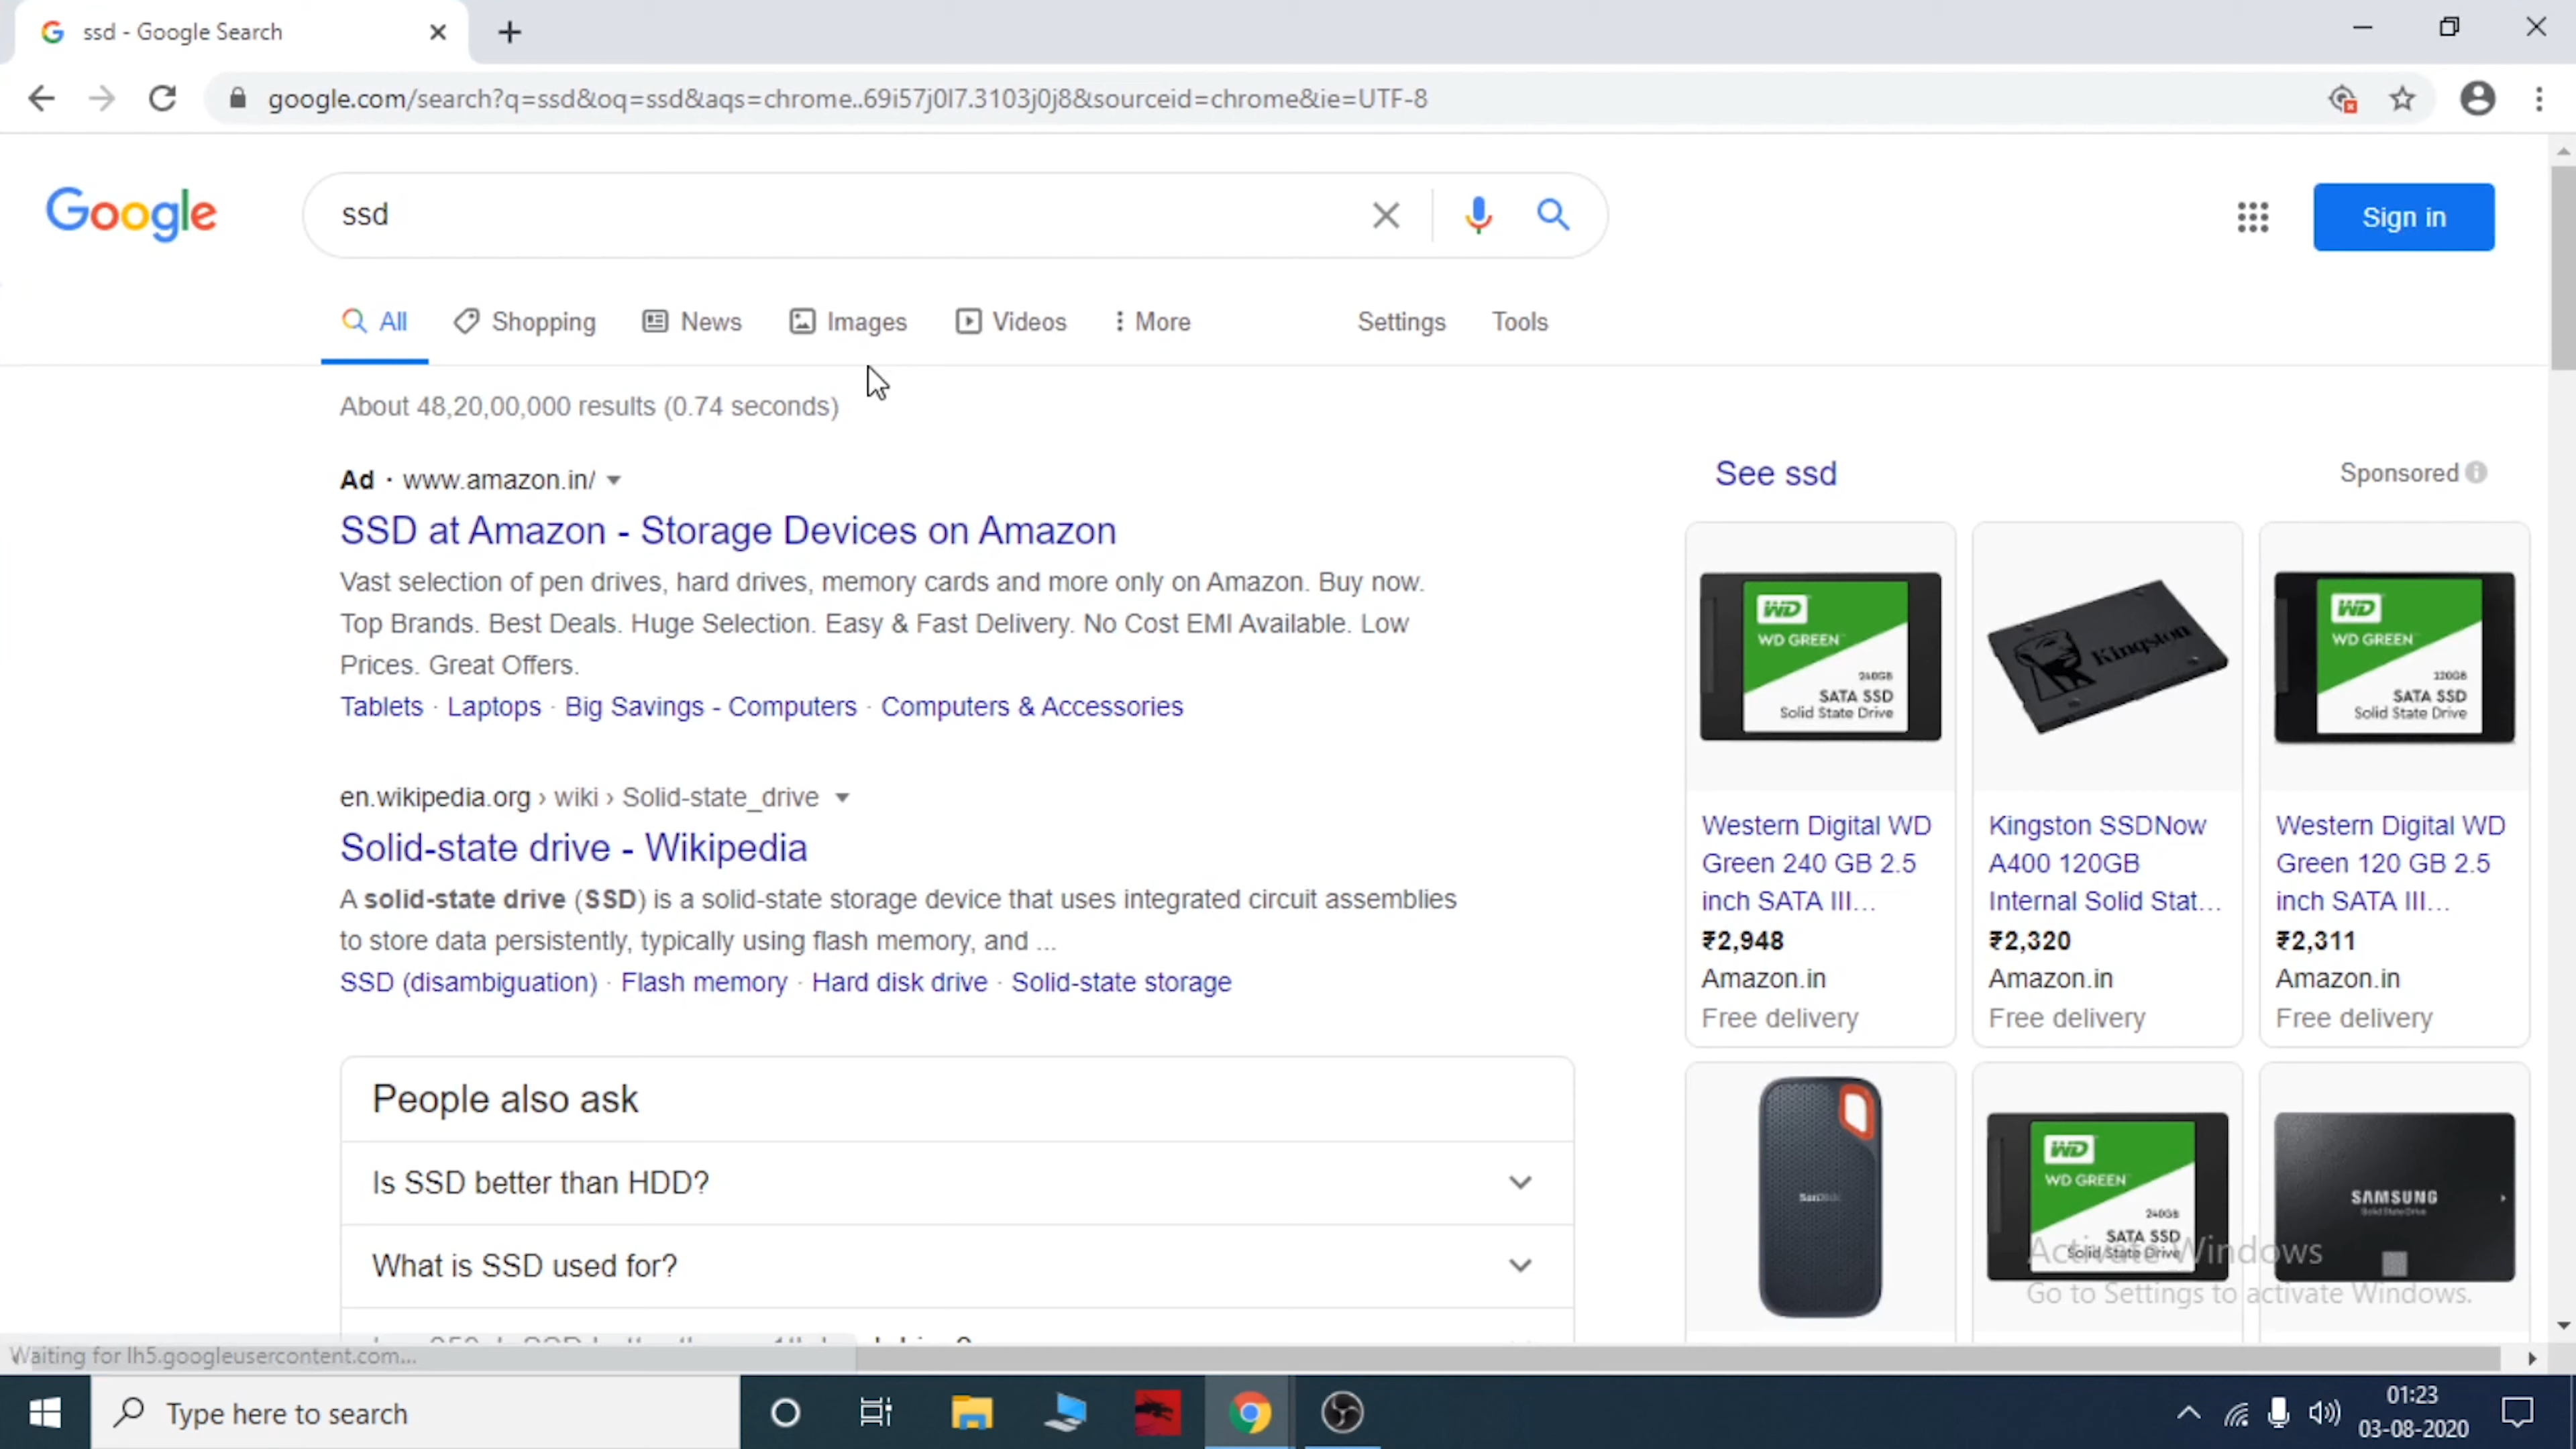 ssd - Google Search
google.com/search?q=ssd&oq=ssd&aqs=chrome..69i57j0l7.3103j0j8&sourceid=chrome&ie=UTF-8
Google
ssd
Sign in
All
Shopping
News
Images
Videos
More
Settings
Tools
About 48,20,00,000 results (0.74 seconds)
Ad · www.amazon.in/
SSD at Amazon - Storage Devices on Amazon
Vast selection of pen drives, hard drives, memory cards and more only on Amazon. Buy now.
Top Brands. Best Deals. Huge Selection. Easy & Fast Delivery. No Cost EMI Available. Low
Prices. Great Offers.
Tablets · Laptops · Big Savings - Computers · Computers & Accessories
en.wikipedia.org › wiki › Solid-state_drive
Solid-state drive - Wikipedia
A solid-state drive (SSD) is a solid-state storage device that uses integrated circuit assemblies
to store data persistently, typically using flash memory, and ...
SSD (disambiguation) · Flash memory · Hard disk drive · Solid-state storage
People also ask
Is SSD better than HDD?
What is SSD used for?
See ssd
Sponsored
WD
WD GREEN
240GB
SATA SSD
Solid State Drive
Kingston
WD
WD GREEN
120GB
SATA SSD
Solid State Drive
Western Digital WD
Green 240 GB 2.5
inch SATA III...
₹2,948
Amazon.in
Free delivery
Kingston SSDNow
A400 120GB
Internal Solid Stat...
₹2,320
Amazon.in
Free delivery
Western Digital WD
Green 120 GB 2.5
inch SATA III...
₹2,311
Amazon.in
Free delivery
SanDisk
WD
WD GREEN
240GB
SATA SSD
Solid State Drive
SAMSUNG
Solid State Drive
Activate Windows
Go to Settings to activate Windows.
Waiting for lh5.googleusercontent.com...
Type here to search
01:23
03-08-2020